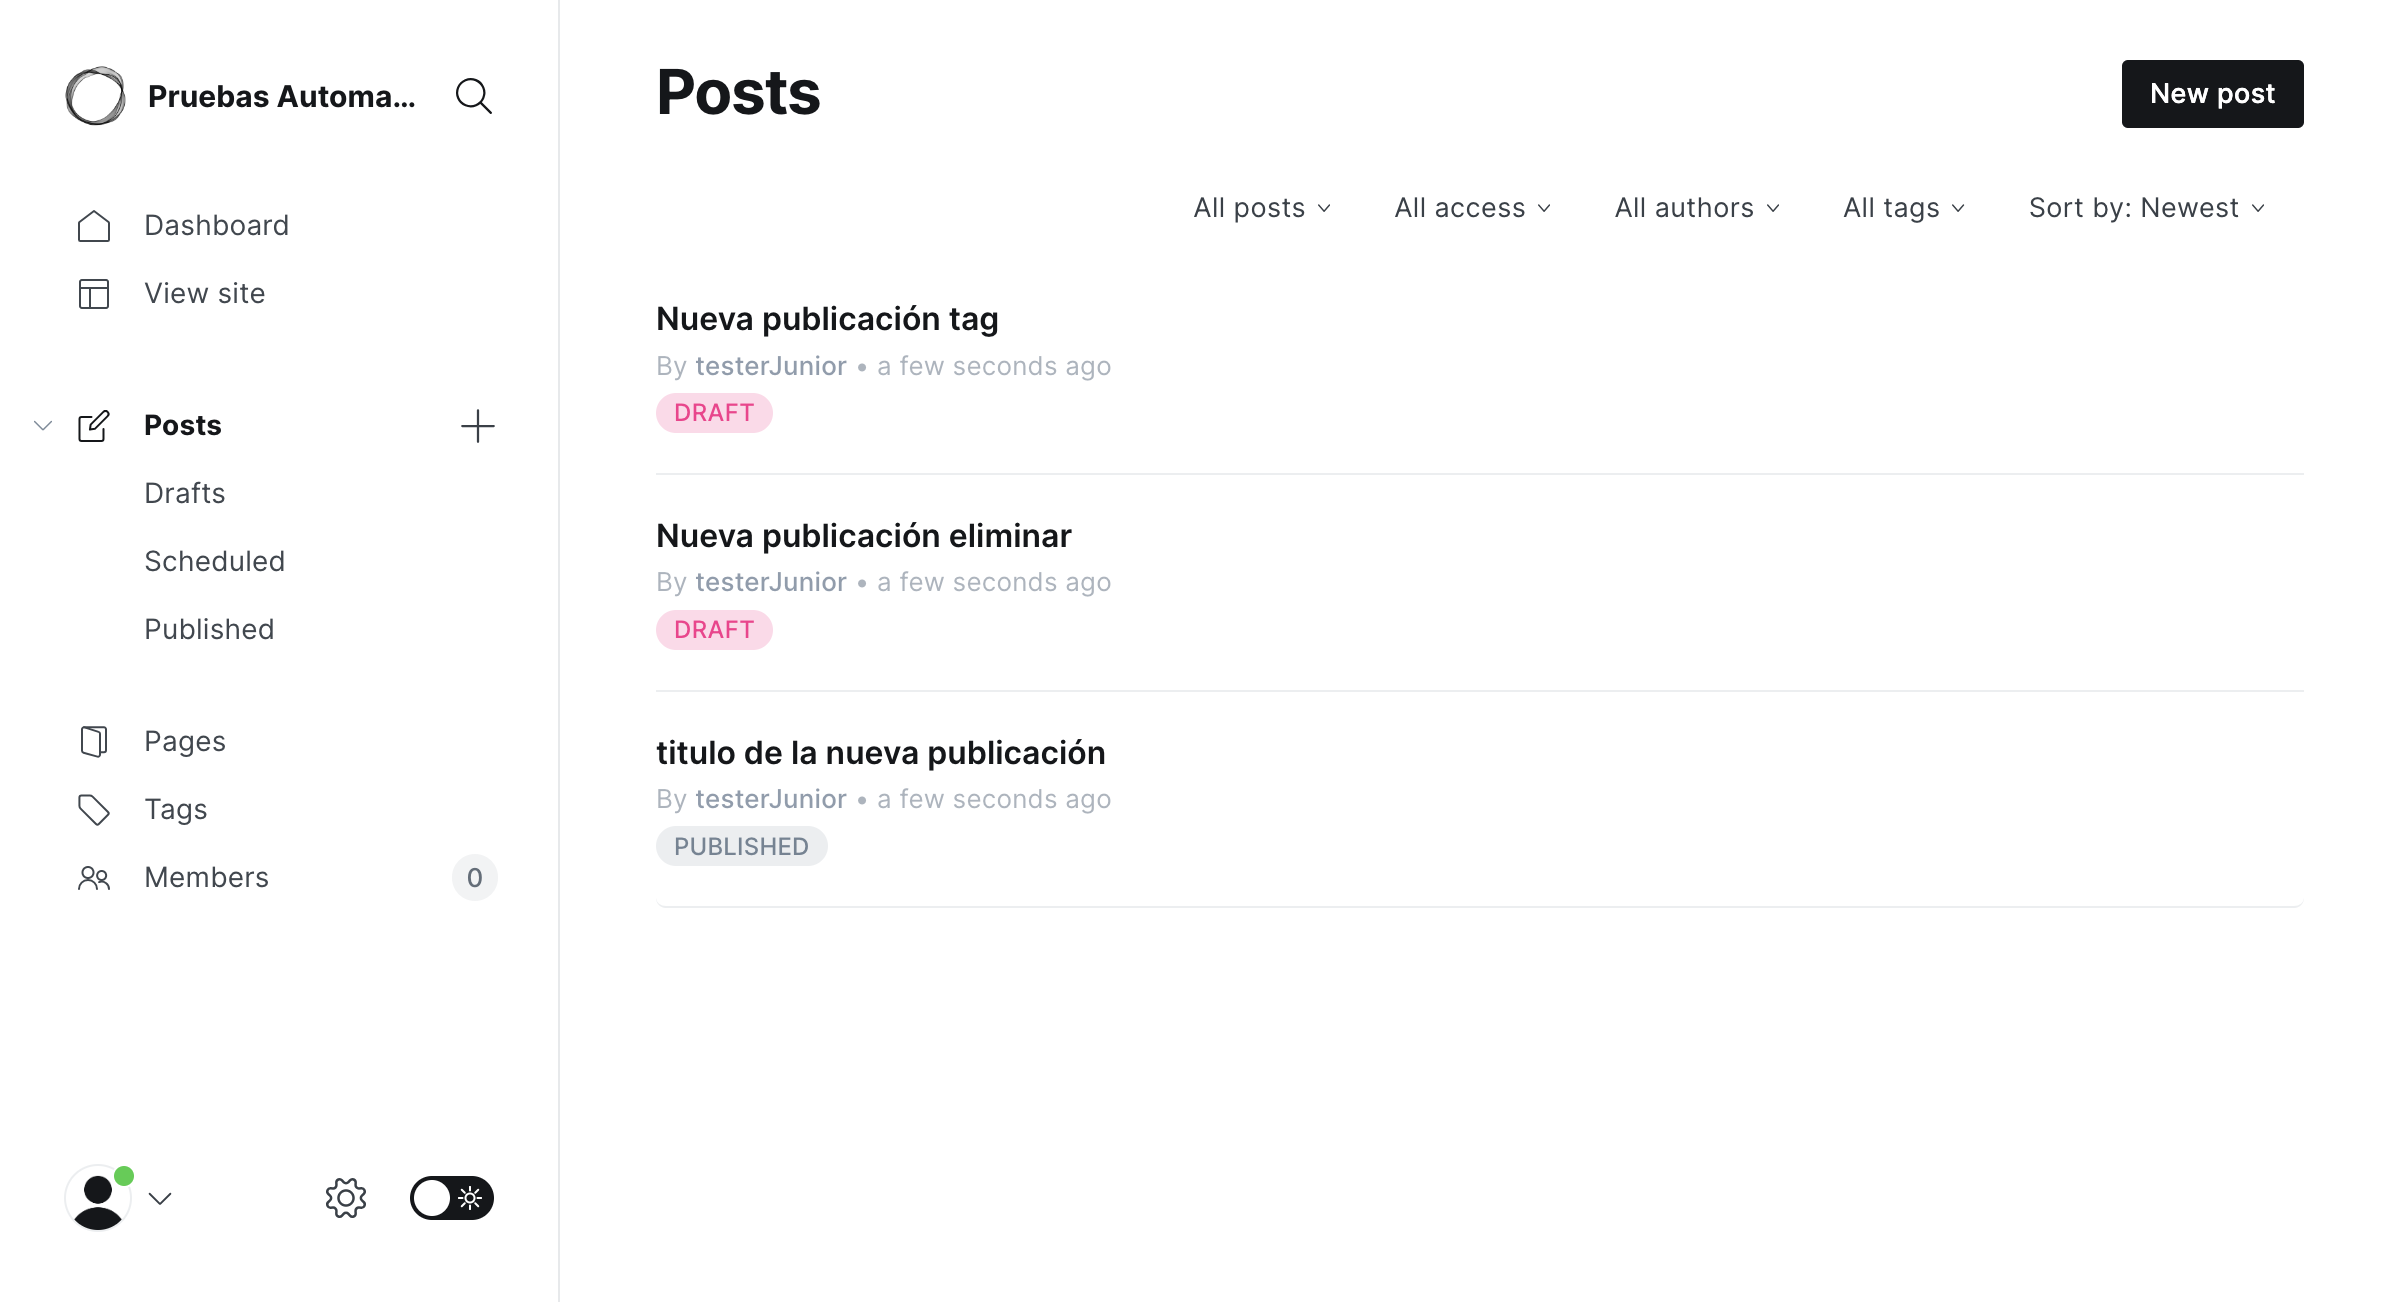 Pruebas Automa...
Dashboard
View site
Posts
Drafts
Scheduled
Published
Pages
Tags
Members 0
Posts
New post
All posts All access All authors All tags Sort by: Newest
Nueva publicación tag
By testerJunior • a few seconds ago
DRAFT
Nueva publicación eliminar
By testerJunior • a few seconds ago
DRAFT
titulo de la nueva publicación
By testerJunior • a few seconds ago
PUBLISHED